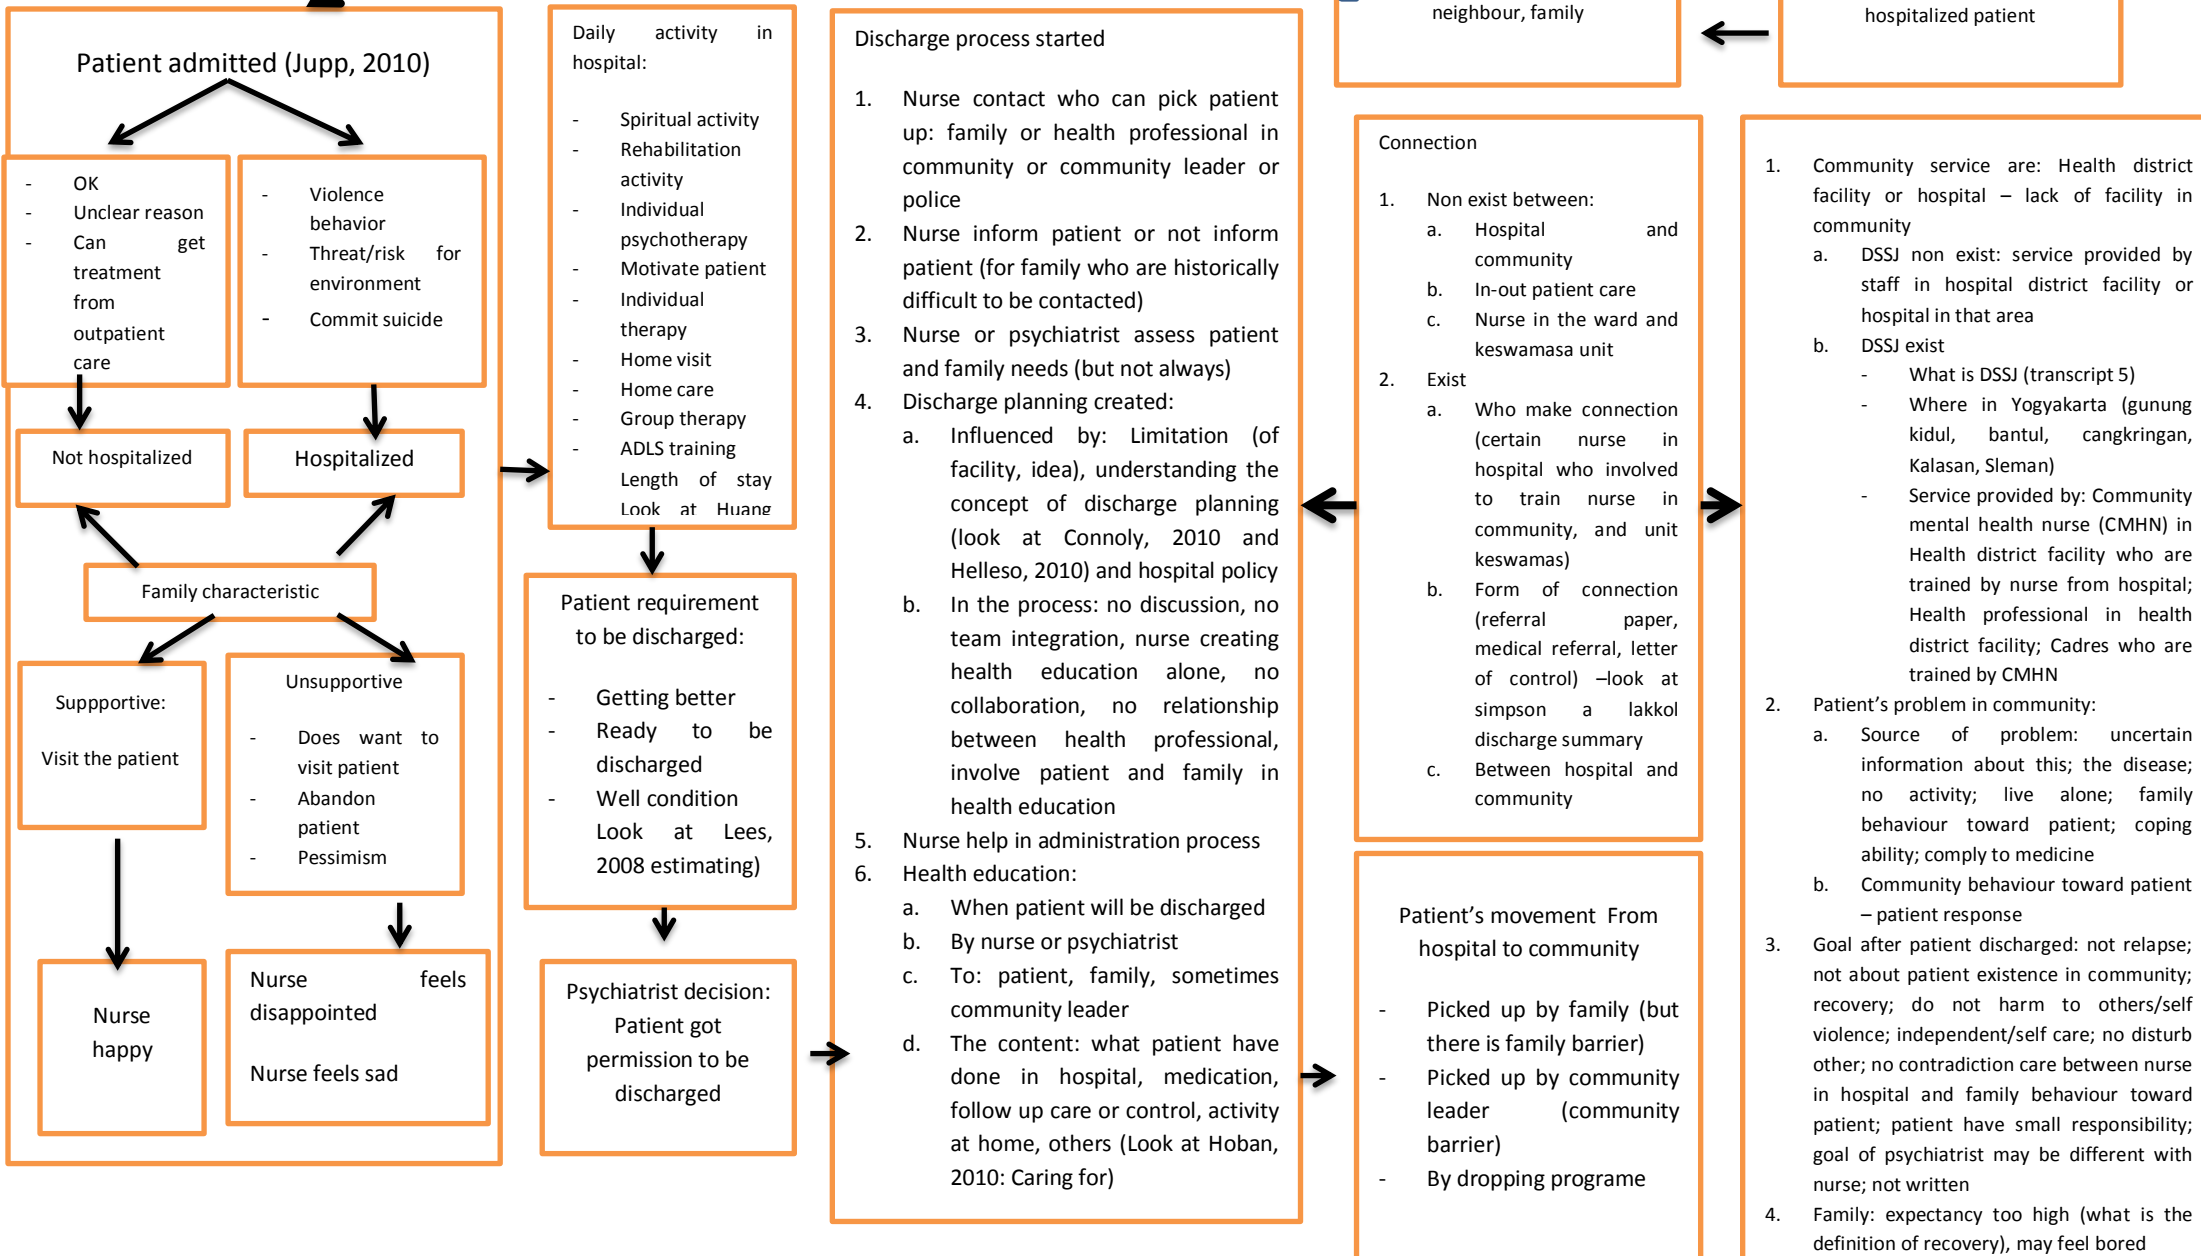 Patient admitted (Jupp, 2010)
- OK
- Unclear reason
- Can get
treatment
from
outpatient
care
- Violence
behavior
- Threat/risk for
environment
- Commit suicide
Not hospitalized
Hospitalized
Family characteristic
Suppportive:
Visit the patient
Unsupportive
- Does want to
visit patient
- Abandon
patient
- Pessimism
Nurse
happy
Nurse feels
disappointed
Nurse feels sad
Daily activity in
hospital:
- Spiritual activity
- Rehabilitation
activity
- Individual
psychotherapy
- Motivate patient
- Individual
therapy
- Home visit
- Home care
- Group therapy
- ADLS training
Length of stay
Look at Huang
Patient requirement
to be discharged:
- Getting better
- Ready to be
discharged
- Well condition
Look at Lees,
2008 estimating)
Psychiatrist decision:
Patient got
permission to be
discharged
Discharge process started
1. Nurse contact who can pick patient
up: family or health professional in
community or community leader or
police
2. Nurse inform patient or not inform
patient (for family who are historically
difficult to be contacted)
3. Nurse or psychiatrist assess patient
and family needs (but not always)
4. Discharge planning created:
a. Influenced by: Limitation (of
facility, idea), understanding the
concept of discharge planning
(look at Connoly, 2010 and
Helleso, 2010) and hospital policy
b. In the process: no discussion, no
team integration, nurse creating
health education alone, no
collaboration, no relationship
between health professional,
involve patient and family in
health education
5. Nurse help in administration process
6. Health education:
a. When patient will be discharged
b. By nurse or psychiatrist
c. To: patient, family, sometimes
community leader
d. The content: what patient have
done in hospital, medication,
follow up care or control, activity
at home, others (Look at Hoban,
2010: Caring for)
neighbour, family
hospitalized patient
Connection
1. Non exist between:
a. Hospital and
community
b. In-out patient care
c. Nurse in the ward and
keswamasa unit
2. Exist
a. Who make connection
(certain nurse in
hospital who involved
to train nurse in
community, and unit
keswamas)
b. Form of connection
(referral paper,
medical referral, letter
of control) –look at
simpson a lakkol
discharge summary
c. Between hospital and
community
Patient's movement From
hospital to community
- Picked up by family (but
there is family barrier)
- Picked up by community
leader (community
barrier)
- By dropping programe
1. Community service are: Health district
facility or hospital – lack of facility in
community
a. DSSJ non exist: service provided by
staff in hospital district facility or
hospital in that area
b. DSSJ exist
- What is DSSJ (transcript 5)
- Where in Yogyakarta (gunung
kidul, bantul, cangkringan,
Kalasan, Sleman)
- Service provided by: Community
mental health nurse (CMHN) in
Health district facility who are
trained by nurse from hospital;
Health professional in health
district facility; Cadres who are
trained by CMHN
2. Patient's problem in community:
a. Source of problem: uncertain
information about this; the disease;
no activity; live alone; family
behaviour toward patient; coping
ability; comply to medicine
b. Community behaviour toward patient
– patient response
3. Goal after patient discharged: not relapse;
not about patient existence in community;
recovery; do not harm to others/self
violence; independent/self care; no disturb
other; no contradiction care between nurse
in hospital and family behaviour toward
patient; patient have small responsibility;
goal of psychiatrist may be different with
nurse; not written
4. Family: expectancy too high (what is the
definition of recovery), may feel bored